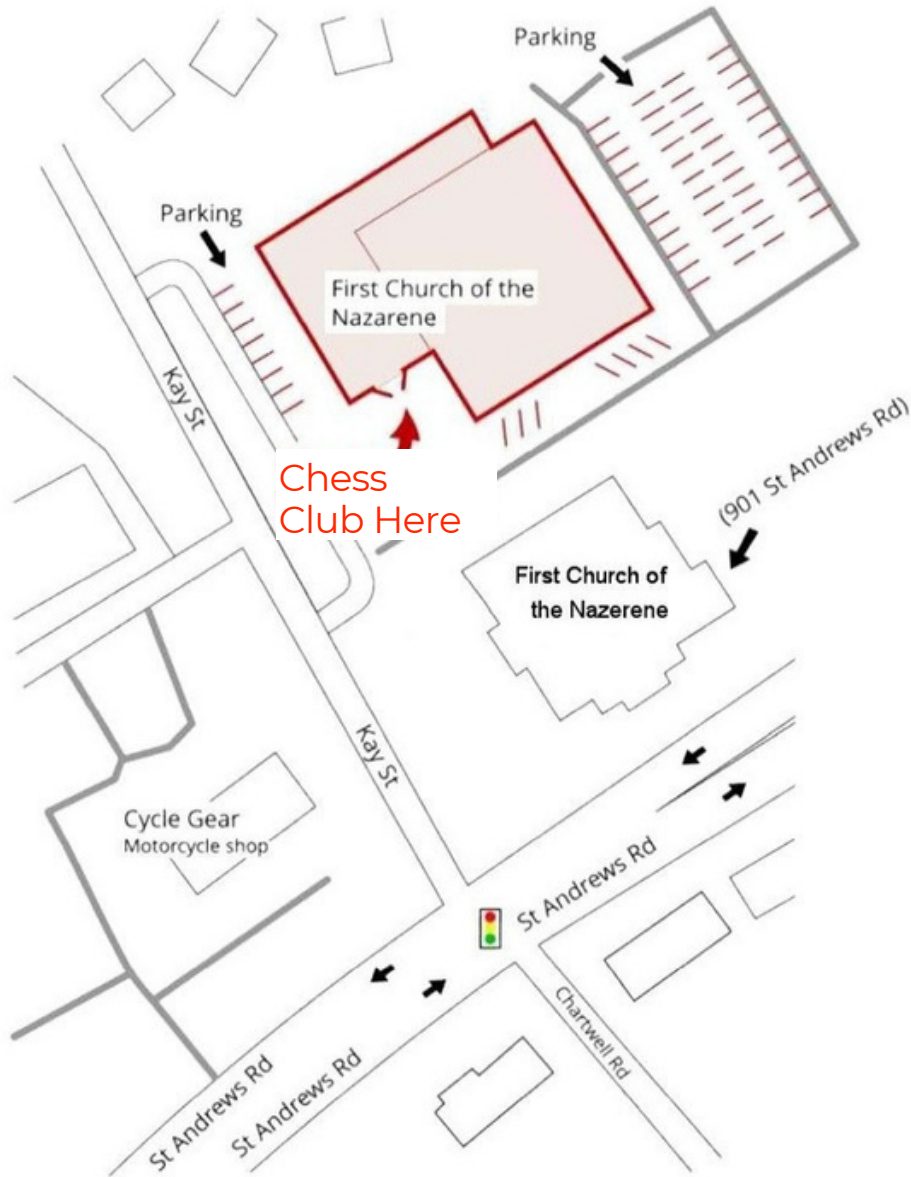 Parking
Parking
First Church of the
Nazarene
Kay St
Chess
Club Here
(901 St Andrews Rd)
First Church of
the Nazerene
Kay St
Cycle Gear
Motorcycle shop
St Andrews Rd
Chartwell Rd
St Andrews Rd
St Andrews Rd